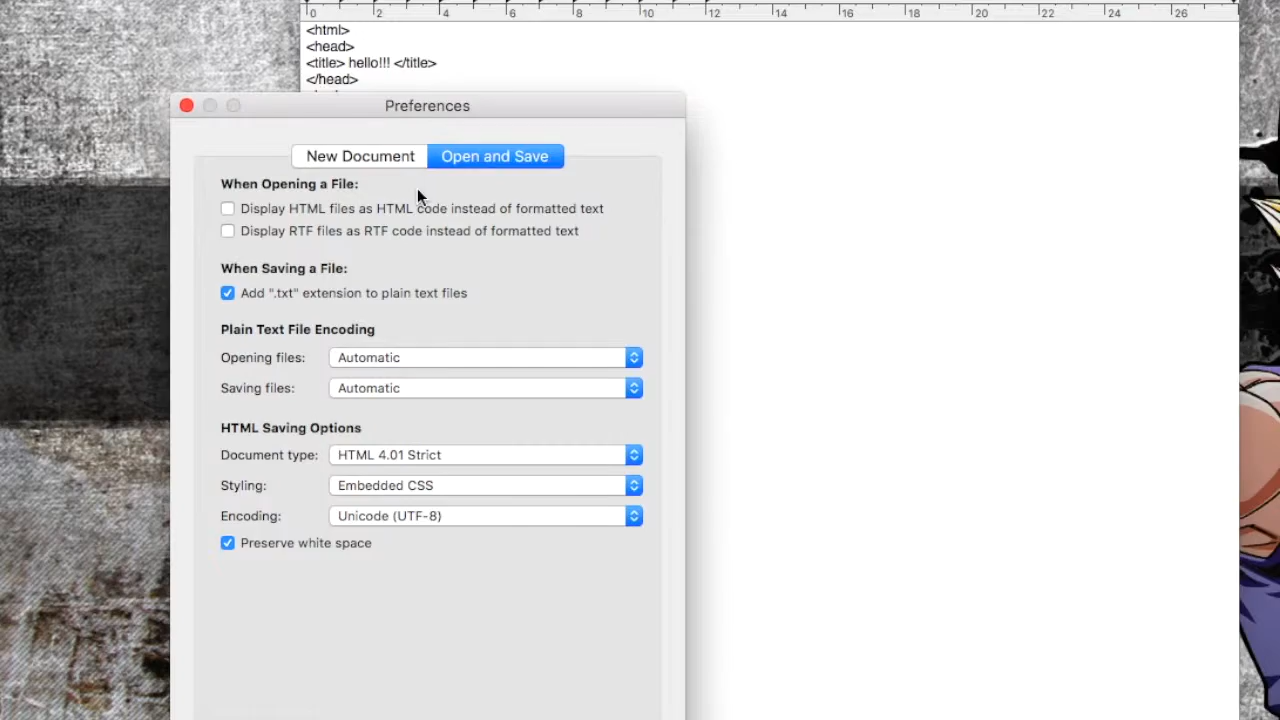 0 2 4 6 8 10 12 14 16 18 20 22 24 26
<html>
<head>
<title> hello!!! </title>
</head>
Preferences
New Document Open and Save
When Opening a File:
Display HTML files as HTML code instead of formatted text
Display RTF files as RTF code instead of formatted text
When Saving a File:
Add ".txt" extension to plain text files
Plain Text File Encoding
Opening files: Automatic
Saving files: Automatic
HTML Saving Options
Document type: HTML 4.01 Strict
Styling: Embedded CSS
Encoding: Unicode (UTF-8)
Preserve white space